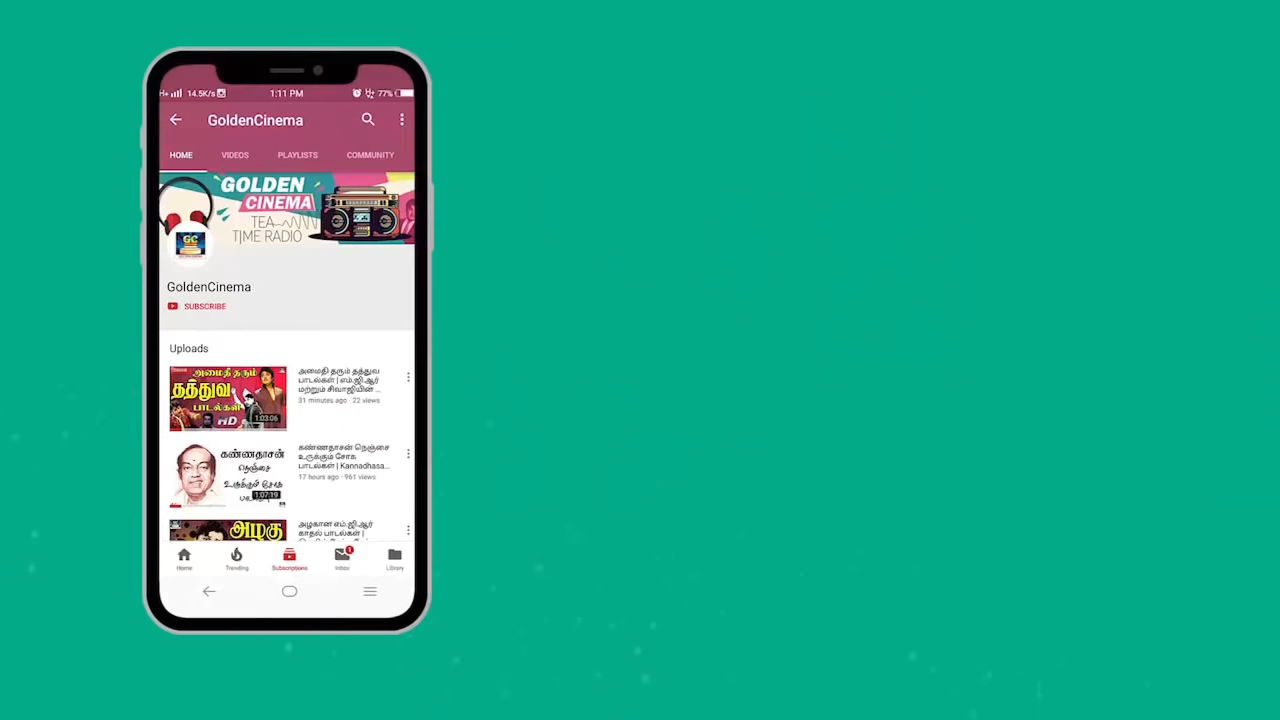 14.5K/s
1:11 PM
77%
GoldenCinema
HOME
VIDEOS
PLAYLISTS
COMMUNITY
GOLDEN
CINEMA
TEA
TIME RADIO
GC
GoldenCinema
SUBSCRIBE
Uploads
அமைதி தரும்
தத்துவ
பாடல்கள்
HD
1:03:06
அமைதி தரும் தத்துவ
பாடல்கள் | எம்.ஜி.ஆர்
மற்றும் சிவாஜியின் ...
31 minutes ago · 22 views
கண்ணதாசன்
நெஞ்சை
உருக்கும் சோக
1:07:19
கண்ணதாசன் நெஞ்சை
உருக்கும் சோக
பாடல்கள் | Kannadhasa...
17 hours ago · 961 views
அழகு
அழகான எம்.ஜி.ஆர்
காதல் பாடல்கள் |
Home
Trending
Subscriptions
Inbox
1
Library